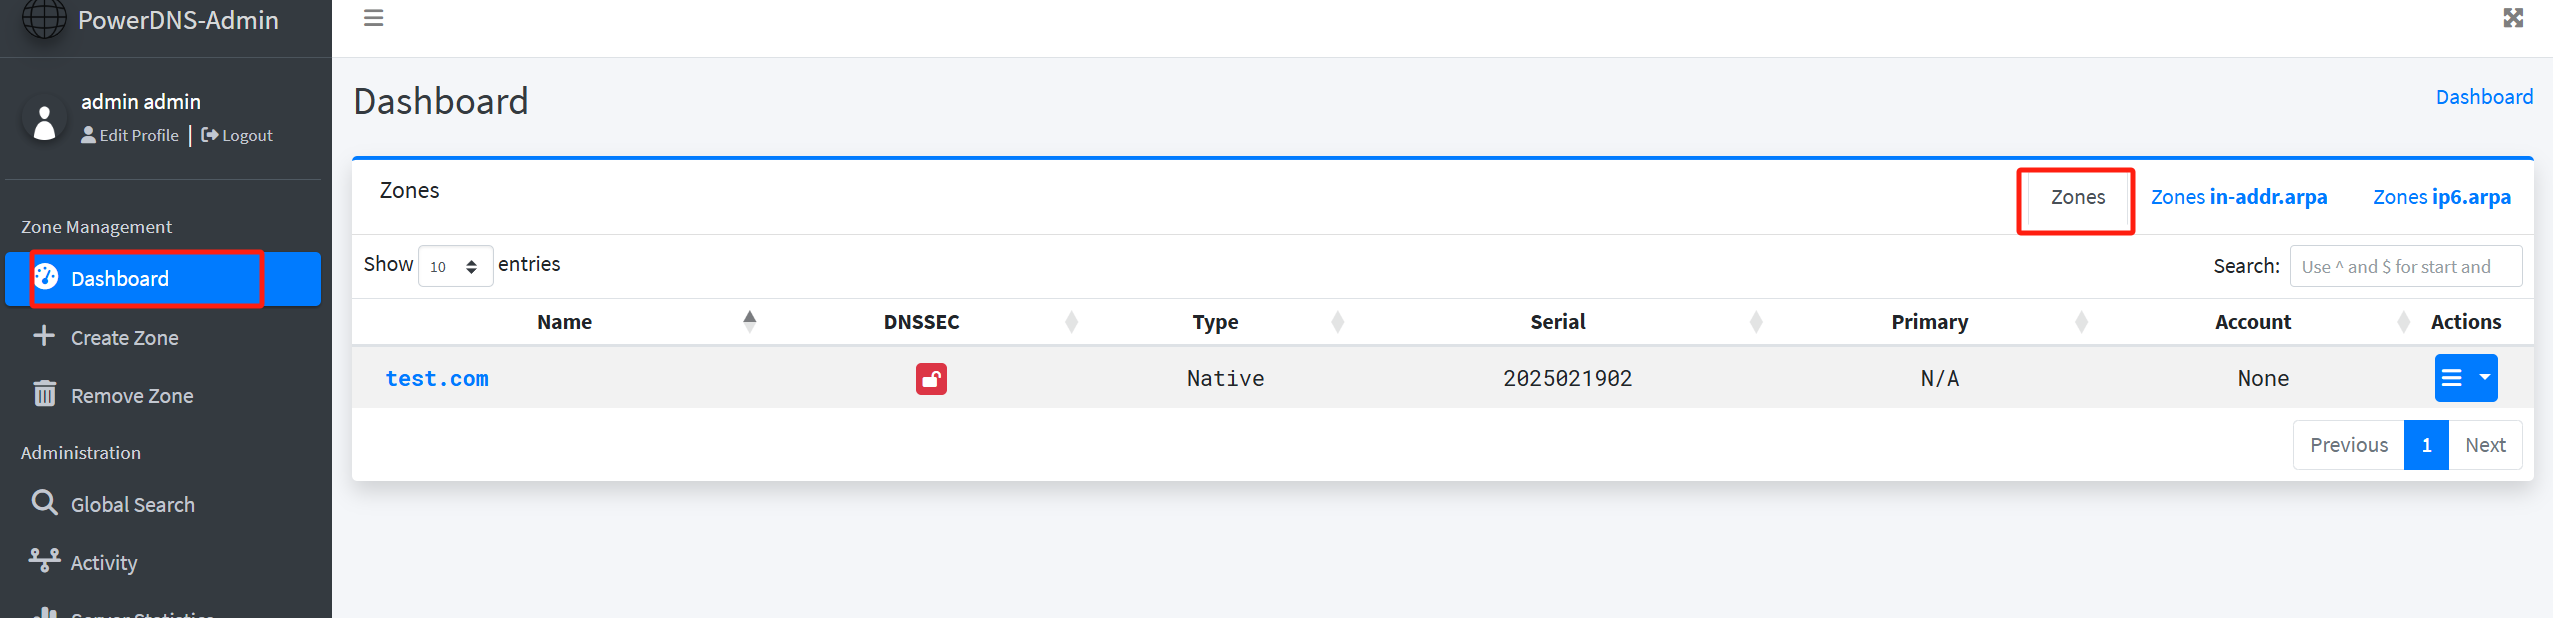 PowerDNS-Admin
admin admin
Edit Profile | Logout
Zone Management
Dashboard
Create Zone
Remove Zone
Administration
Global Search
Activity
Server Statistics
Dashboard
Dashboard
Zones
Zones Zones in-addr.arpa Zones ip6.arpa
Show 10 entries
Search: Use ^ and $ for start and
Name DNSSEC Type Serial Primary Account Actions
test.com Native 2025021902 N/A None
Previous 1 Next